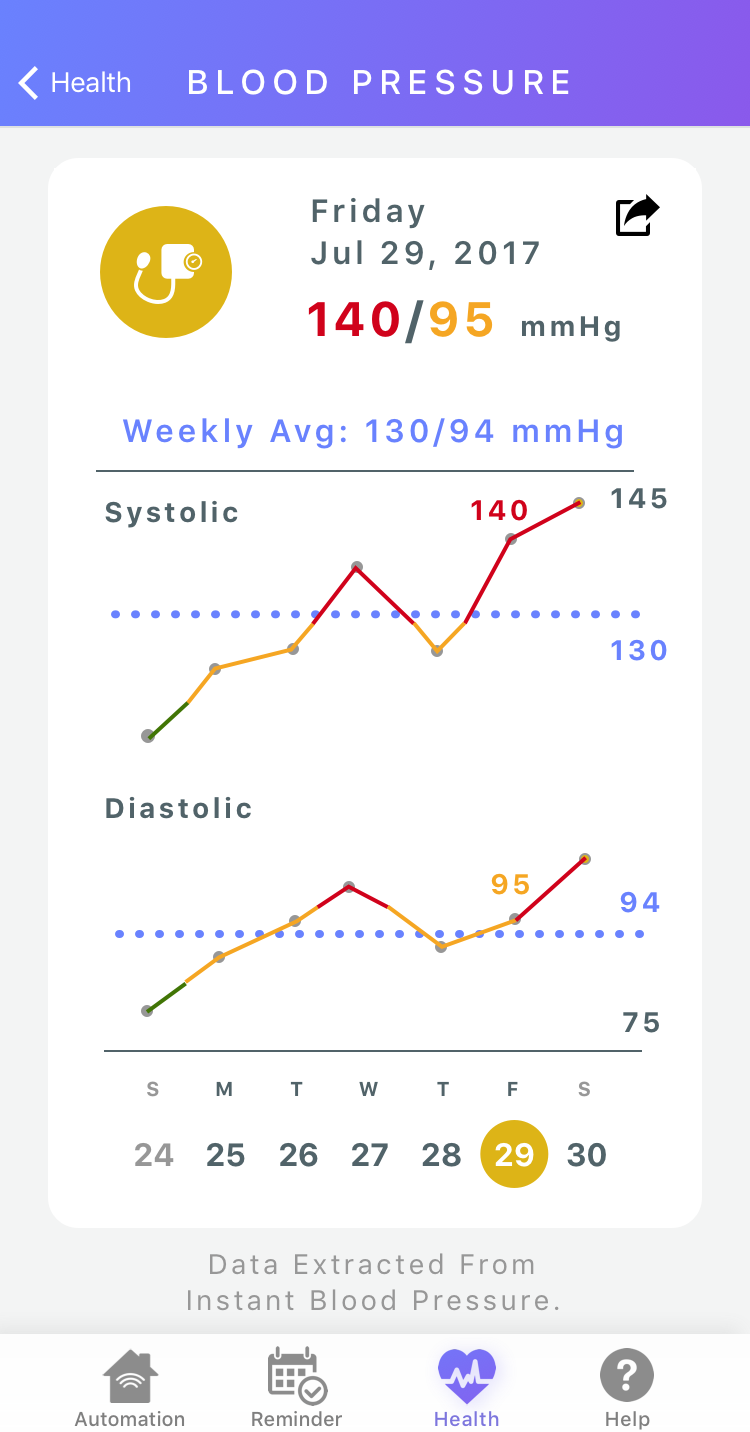 Health
BLOOD PRESSURE
Friday
Jul 29, 2017
140/95 mmHg
Weekly Avg: 130/94 mmHg
Systolic
140
145
130
Diastolic
95
94
75
S M T W T F S
24 25 26 27 28 29 30
Data Extracted From
Instant Blood Pressure.
Automation Reminder Health Help